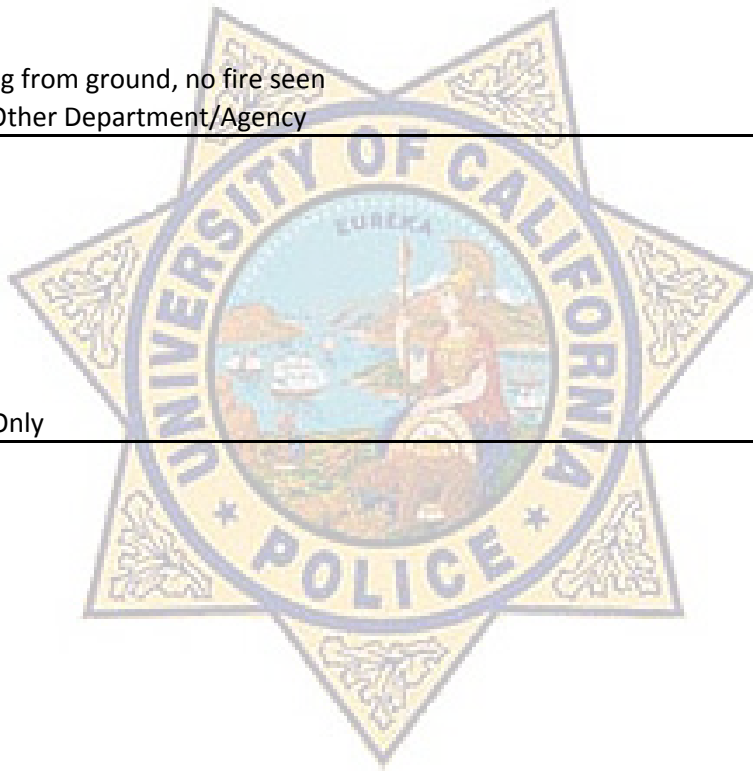 g from ground, no fire seen
Other Department/Agency
UNIVERSITY OF CALIFORNIA
EUREKA
Only
* POLICE *